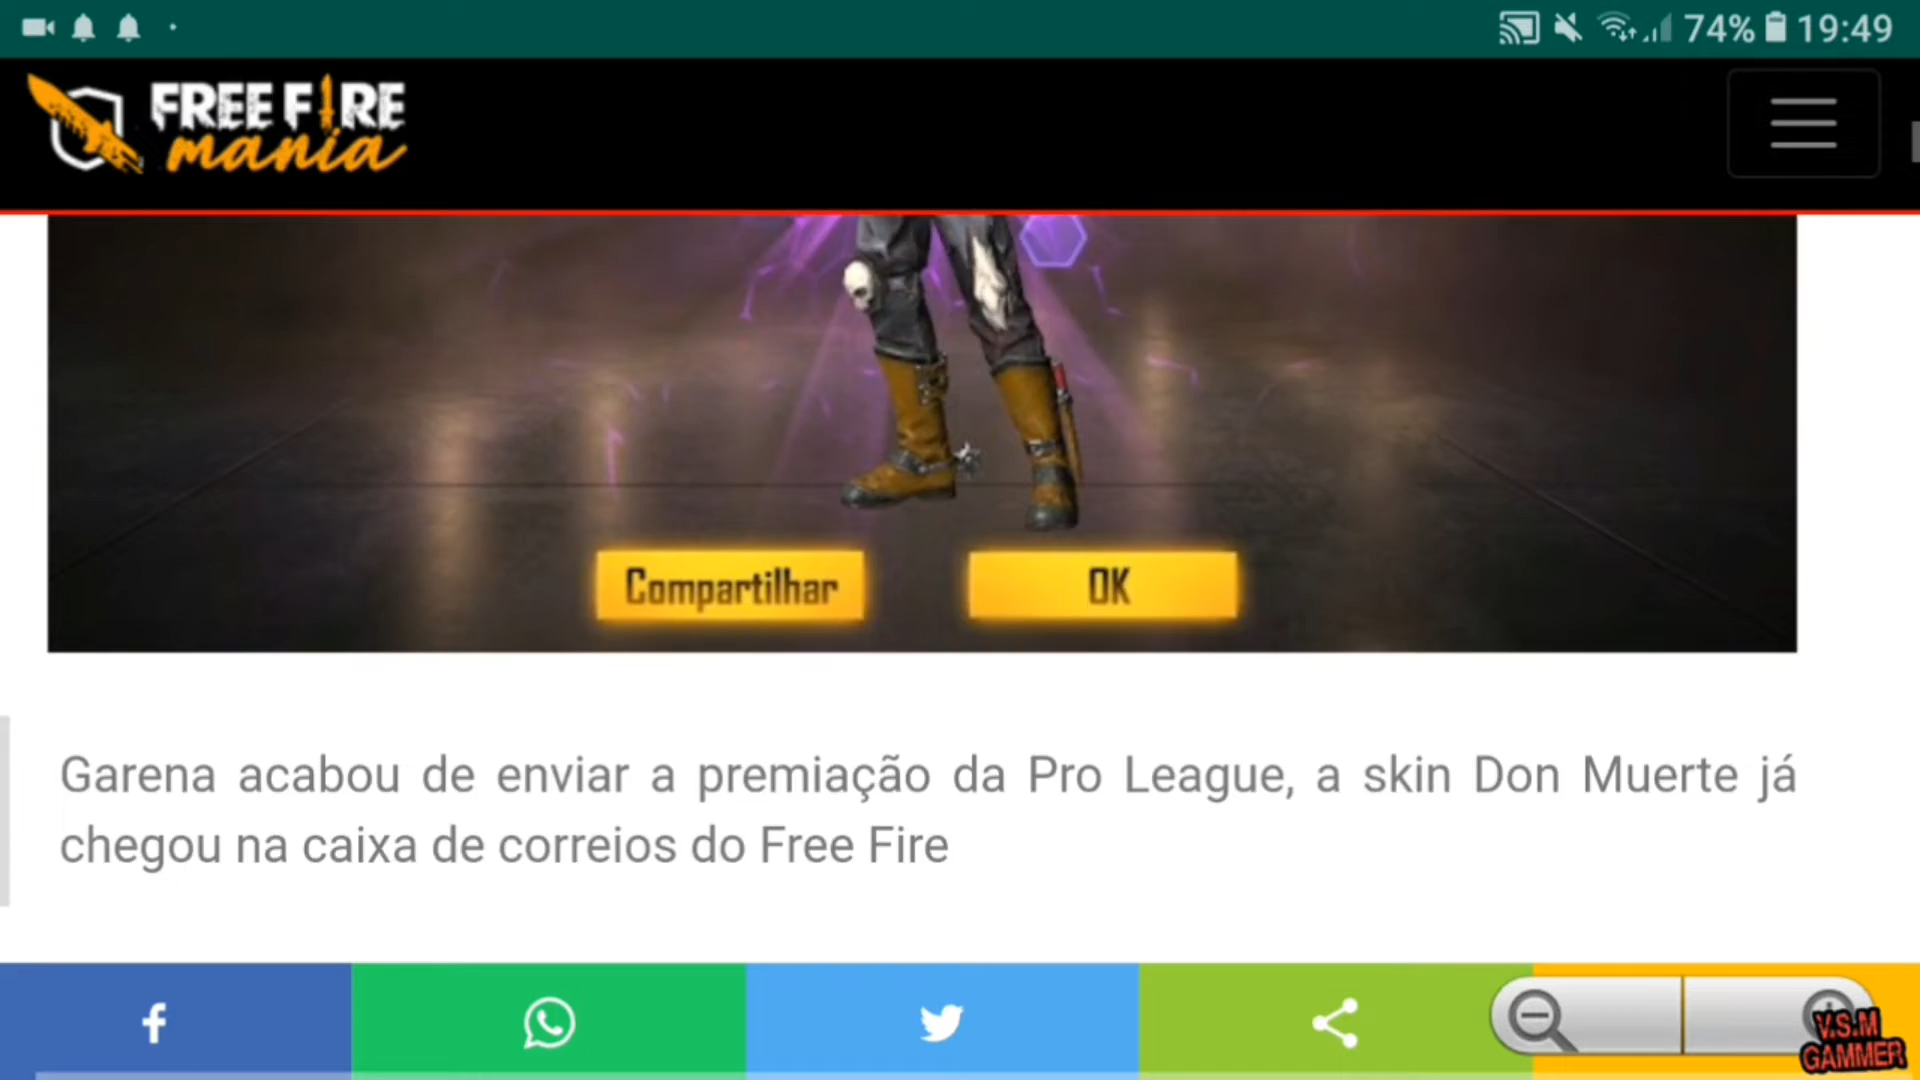 74% 19:49
FREE FIRE
mania
Compartilhar
OK
Garena acabou de enviar a premiação da Pro League, a skin Don Muerte já
chegou na caixa de correios do Free Fire
V.S.M
GAMMER